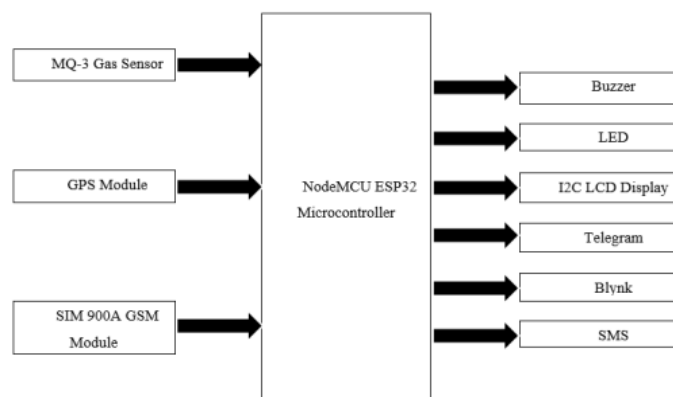 MQ-3 Gas Sensor
GPS Module
SIM 900A GSM
Module
NodeMCU ESP32
Microcontroller
Buzzer
LED
I2C LCD Display
Telegram
Blynk
SMS